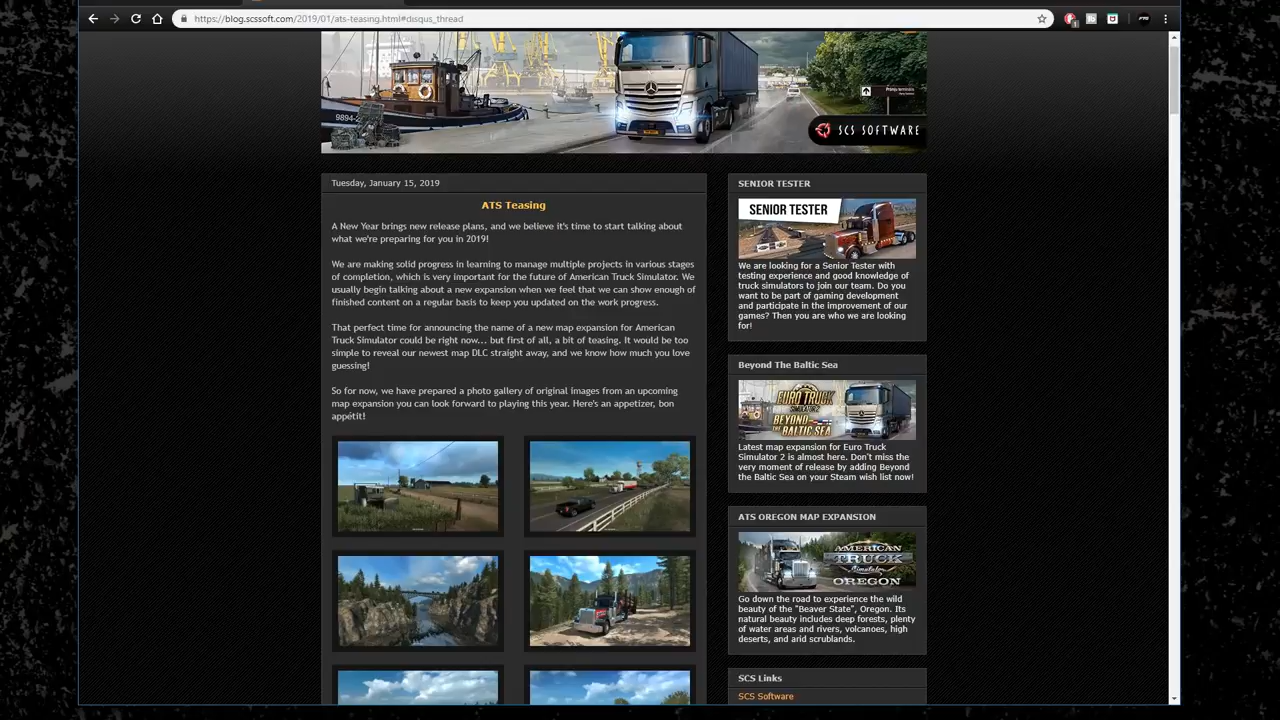 https://blog.scssoft.com/2019/01/ats-teasing.html#disqus_thread
9894-
SCS SOFTWARE
Tuesday, January 15, 2019
ATS Teasing
A New Year brings new release plans, and we believe it's time to start talking about
what we're preparing for you in 2019!
We are making solid progress in learning to manage multiple projects in various stages
of completion, which is very important for the future of American Truck Simulator. We
usually begin talking about a new expansion when we feel that we can show enough of
finished content on a regular basis to keep you updated on the work progress.
That perfect time for announcing the name of a new map expansion for American
Truck Simulator could be right now... but first of all, a bit of teasing. It would be too
simple to reveal our newest map DLC straight away, and we know how much you love
guessing!
So for now, we have prepared a photo gallery of original images from an upcoming
map expansion you can look forward to playing this year. Here's an appetizer, bon
appétit!
SENIOR TESTER
SENIOR TESTER
We are looking for a Senior Tester with
testing experience and good knowledge of
truck simulators to join our team. Do you
want to be part of gaming development
and participate in the improvement of our
games? Then you are who we are looking
for!
Beyond The Baltic Sea
EURO TRUCK
SIMULATOR 2
BEYOND
THE BALTIC SEA
Latest map expansion for Euro Truck
Simulator 2 is almost here. Don't miss the
very moment of release by adding Beyond
the Baltic Sea on your Steam wish list now!
ATS OREGON MAP EXPANSION
AMERICAN
TRUCK
Simulator
OREGON
Go down the road to experience the wild
beauty of the "Beaver State", Oregon. Its
natural beauty includes deep forests, plenty
of water areas and rivers, volcanoes, high
deserts, and arid scrublands.
SCS Links
SCS Software